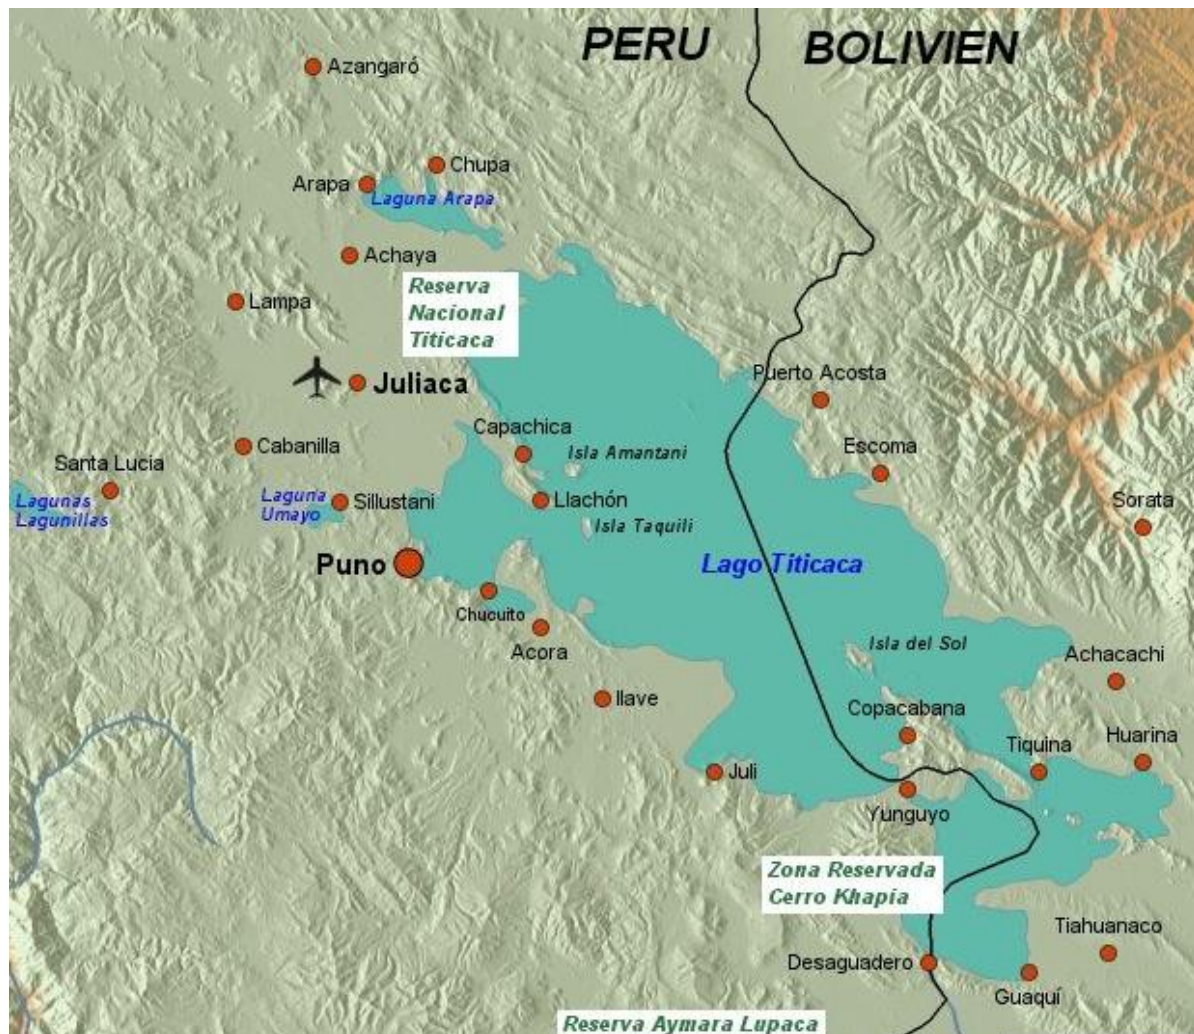 PERU
BOLIVIEN
Azangaró
Chupa
Arapa
Laguna Arapa
Achaya
Reserva
Nacional
Titicaca
Lampa
Juliaca
Puerto Acosta
Capachica
Cabanilla
Isla Amantani
Escoma
Santa Lucia
Lagunas
Lagunillas
Laguna
Umayo
Sillustani
Llachón
Sorata
Isla Taquili
Puno
Lago Titicaca
Chucuito
Acora
Isla del Sol
Achacachi
Ilave
Copacabana
Tiquina
Huarina
Juli
Yunguyo
Zona Reservada
Cerro Khapia
Tiahuanaco
Desaguadero
Guaquí
Reserva Aymara Lupaca